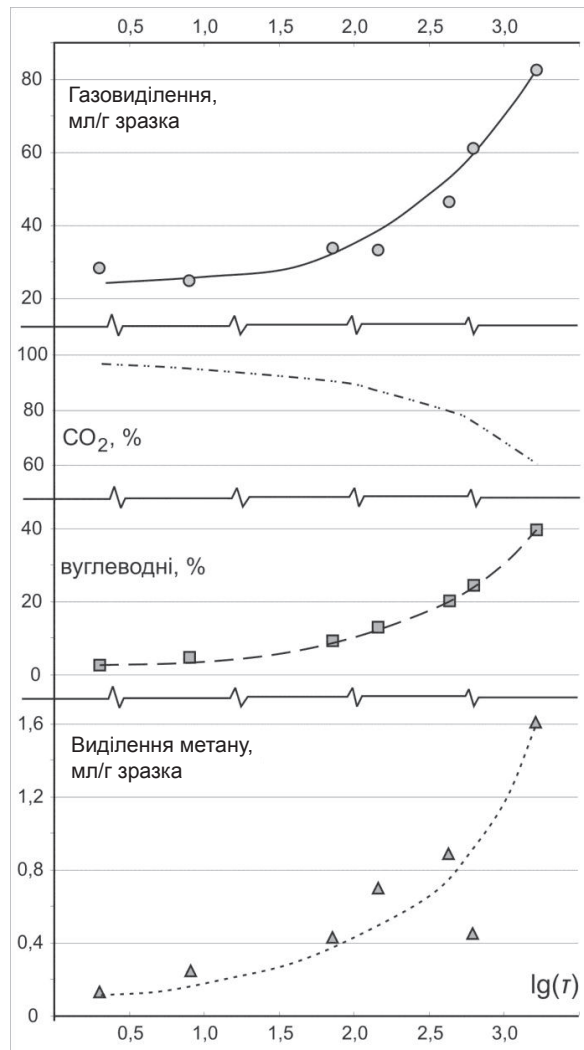 0,5 1,0 1,5 2,0 2,5 3,0
80
Газовиділення,
мл/г зразка
60
40
20
100
80
CO₂, %
60
40
вуглеводні, %
20
0
1,6
Виділення метану,
мл/г зразка
1,2
0,8
0,4
lg(τ)
0
0,5 1,0 1,5 2,0 2,5 3,0